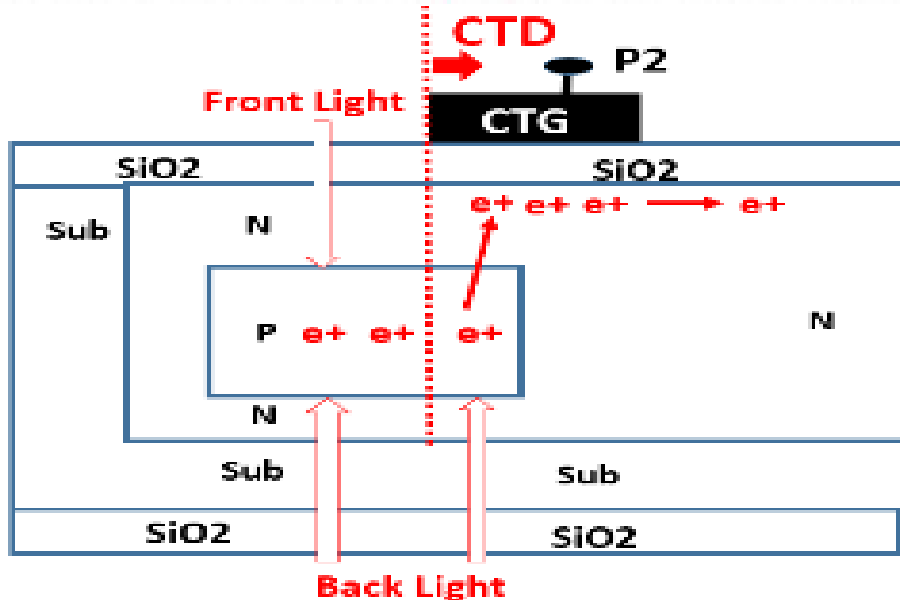 CTD
P2
Front Light
CTG
SiO2 SiO2
e+ e+ e+ e+
Sub N
N
P e+ e+ e+
N
Sub Sub
SiO2 SiO2
Back Light